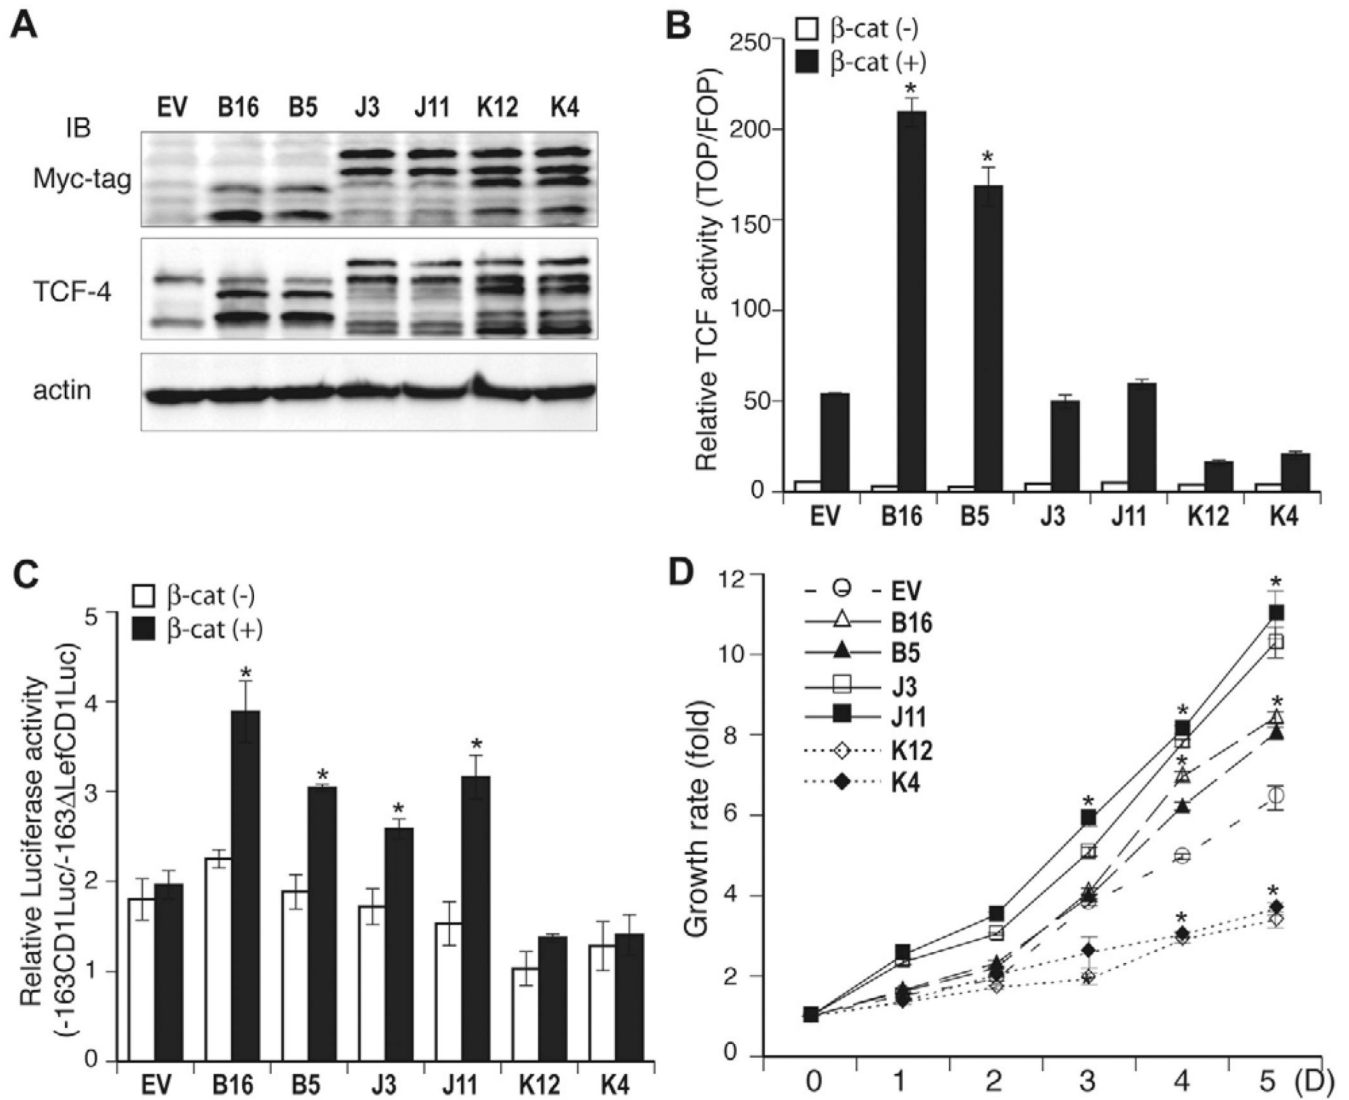 A
EV B16 B5 J3 J11 K12 K4
IB
Myc-tag
TCF-4
actin
B
β-cat (-)
β-cat (+)
Relative TCF activity (TOP/FOP)
250
200
150
100
50
0
* *
EV B16 B5 J3 J11 K12 K4
C
β-cat (-)
β-cat (+)
Relative Luciferase activity
(-163CD1Luc/-163ΔLefCD1Luc)
5
4
3
2
1
0
* * * *
EV B16 B5 J3 J11 K12 K4
D
EV
B16
B5
J3
J11
K12
K4
Growth rate (fold)
12
10
8
6
4
2
0
* * * * * * *
0 1 2 3 4 5 (D)